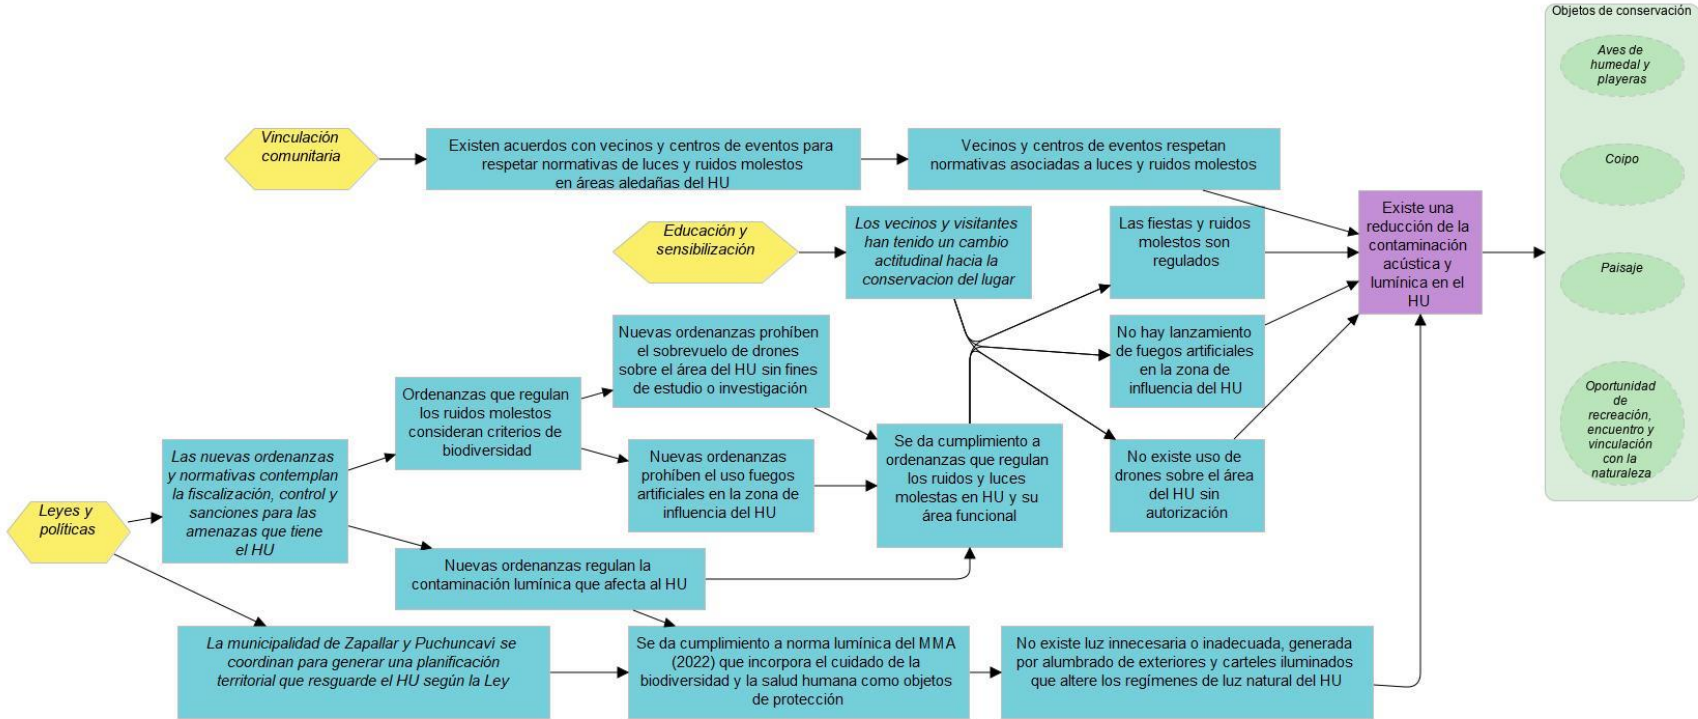 Objetos de conservación
Aves de
humedal y
playeras
Coipo
Paisaje
Oportunidad
de
recreación,
encuentro y
vinculación
con la
naturaleza
Vinculación
comunitaria
Existen acuerdos con vecinos y centros de eventos para
respetar normativas de luces y ruidos molestos
en áreas aledañas del HU
Vecinos y centros de eventos respetan
normativas asociadas a luces y ruidos molestos
Educación y
sensibilización
Los vecinos y visitantes
han tenido un cambio
actitudinal hacia la
conservacion del lugar
Las fiestas y ruidos
molestos son
regulados
Existe una
reducción de la
contaminación
acústica y
lumínica en el
HU
Nuevas ordenanzas prohíben
el sobrevuelo de drones
sobre el área del HU sin fines
de estudio o investigación
No hay lanzamiento
de fuegos artificiales
en la zona de
influencia del HU
Ordenanzas que regulan
los ruidos molestos
consideran criterios de
biodiversidad
Nuevas ordenanzas
prohíben el uso fuegos
artificiales en la zona de
influencia del HU
Se da cumplimiento a
ordenanzas que regulan
los ruidos y luces
molestas en HU y su
área funcional
No existe uso de
drones sobre el área
del HU sin
autorización
Leyes y
políticas
Las nuevas ordenanzas
y normativas contemplan
la fiscalización, control y
sanciones para las
amenazas que tiene
el HU
Nuevas ordenanzas regulan la
contaminación lumínica que afecta al HU
La municipalidad de Zapallar y Puchuncaví se
coordinan para generar una planificación
territorial que resguarde el HU según la Ley
Se da cumplimiento a norma lumínica del MMA
(2022) que incorpora el cuidado de la
biodiversidad y la salud humana como objetos
de protección
No existe luz innecesaria o inadecuada, generada
por alumbrado de exteriores y carteles iluminados
que altere los regímenes de luz natural del HU